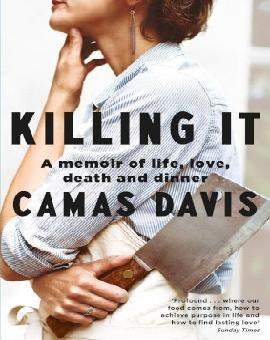 KILLING IT
A memoir of life, love,
death and dinner
CAMAS DAVIS
'Profound . . . where our
food comes from, how to
achieve purpose in life and
how to find lasting love'
Sunday Times